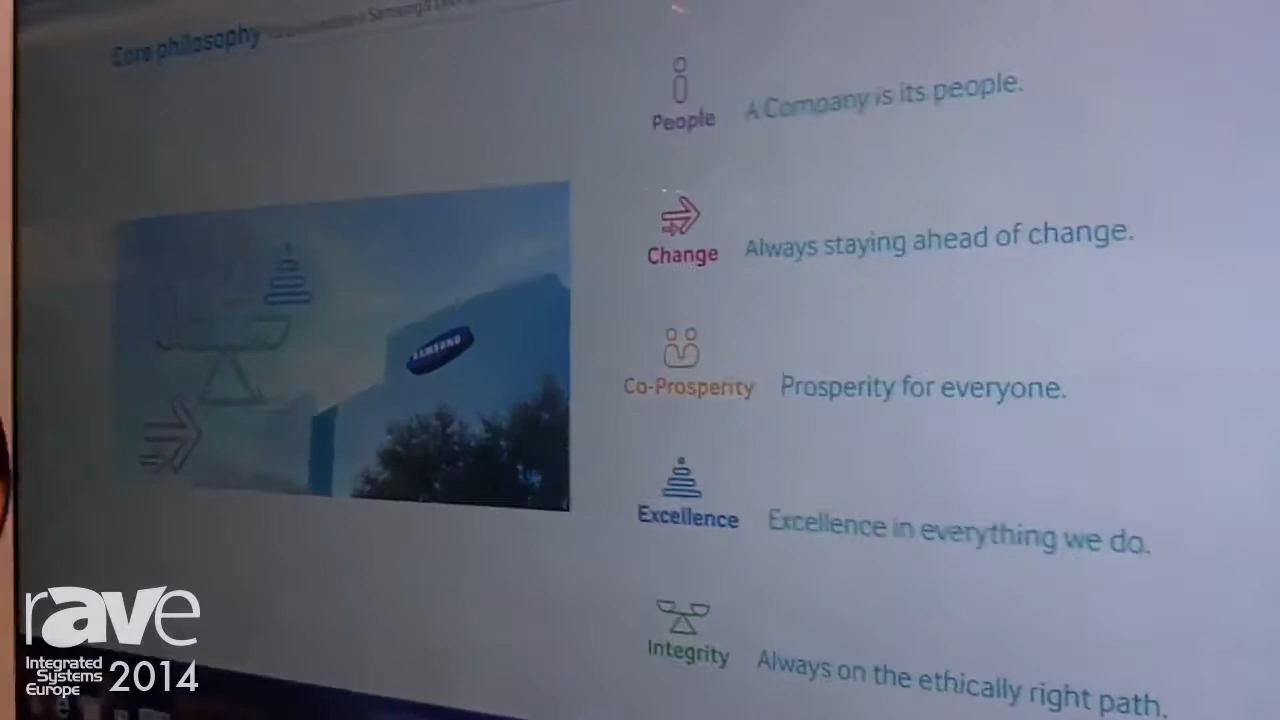 Core philosophy
Samsung's
People
A Company is its people.
Change
Always staying ahead of change.
SAMSUNG
Co-Prosperity
Prosperity for everyone.
Excellence
Excellence in everything we do.
Integrity
Always on the ethically right path.
rAVe
Integrated
Systems
Europe
2014